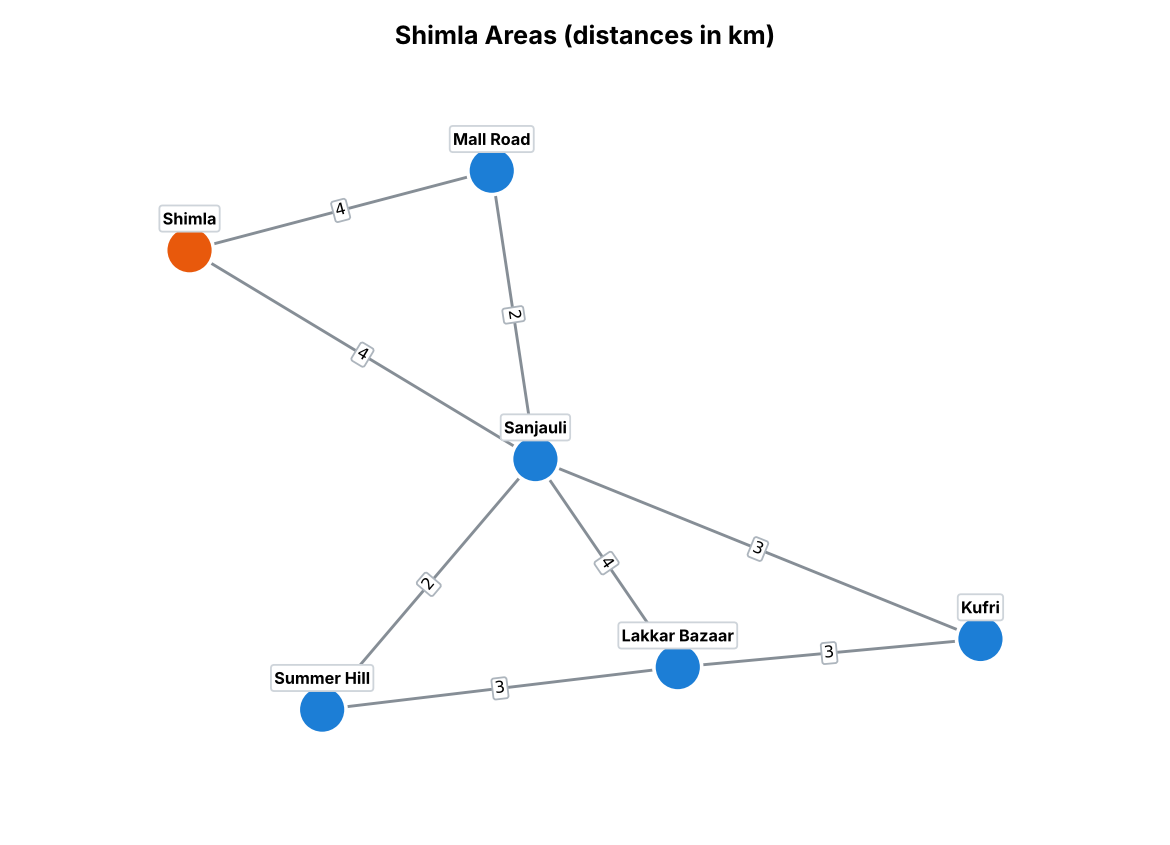 Shimla Areas (distances in km)
Mall Road
4
Shimla
2
4
Sanjauli
3
4
2
Kufri
Lakkar Bazaar
3
Summer Hill
3